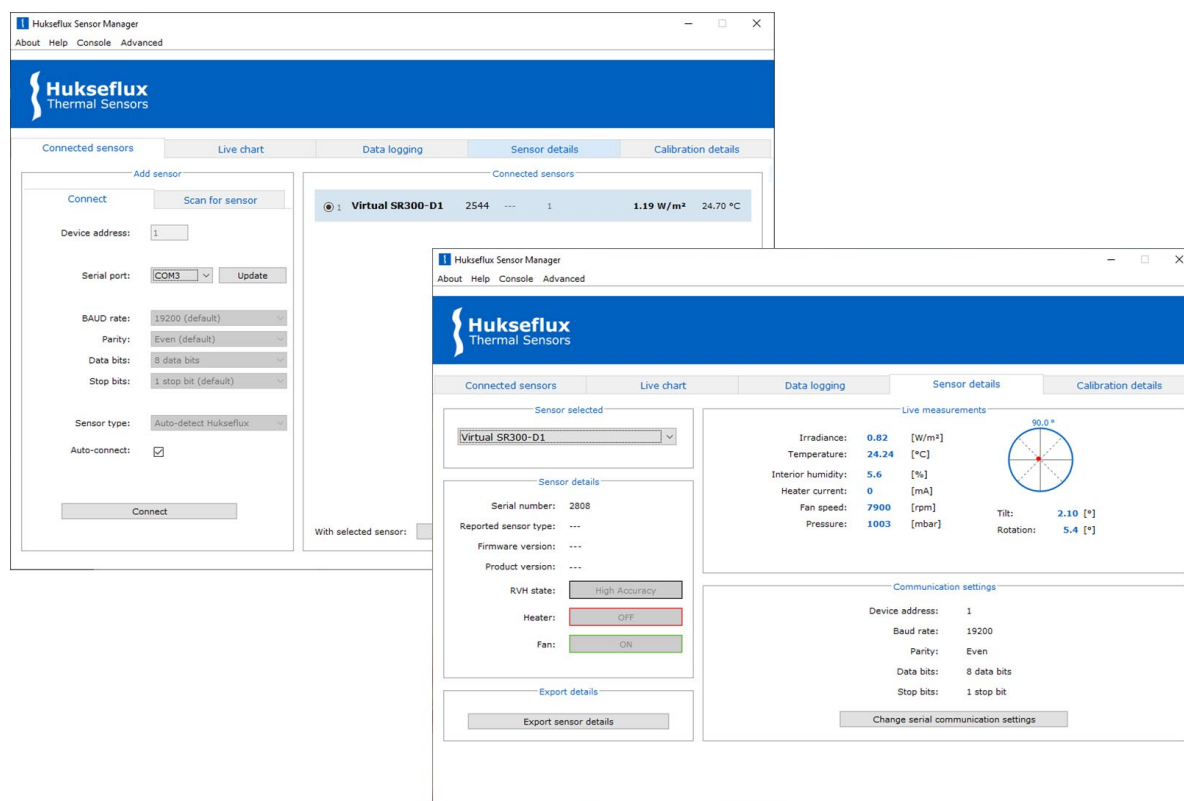 Hukseflux Sensor Manager
About Help Console Advanced
Hukseflux
Thermal Sensors
Connected sensors Live chart Data logging Sensor details Calibration details
Add sensor
Connect Scan for sensor
Device address: 1
Serial port: COM3 Update
BAUD rate: 19200 (default)
Parity: Even (default)
Data bits: 8 data bits
Stop bits: 1 stop bit (default)
Sensor type: Auto-detect Hukseflux
Auto-connect:
Connect
Connected sensors
1 Virtual SR300-D1 2544 --- 1 1.19 W/m² 24.70 °C
With selected sensor:
Hukseflux Sensor Manager
About Help Console Advanced
Hukseflux
Thermal Sensors
Connected sensors Live chart Data logging Sensor details Calibration details
Sensor selected
Virtual SR300-D1
Sensor details
Serial number: 2808
Reported sensor type: ---
Firmware version: ---
Product version: ---
RVH state: High Accuracy
Heater: OFF
Fan: ON
Export details
Export sensor details
Live measurements
Irradiance: 0.82 [W/m²]
Temperature: 24.24 [°C]
Interior humidity: 5.6 [%]
Heater current: 0 [mA]
Fan speed: 7900 [rpm]
Pressure: 1003 [mbar]
90.0 °
Tilt: 2.10 [°]
Rotation: 5.4 [°]
Communication settings
Device address: 1
Baud rate: 19200
Parity: Even
Data bits: 8 data bits
Stop bits: 1 stop bit
Change serial communication settings